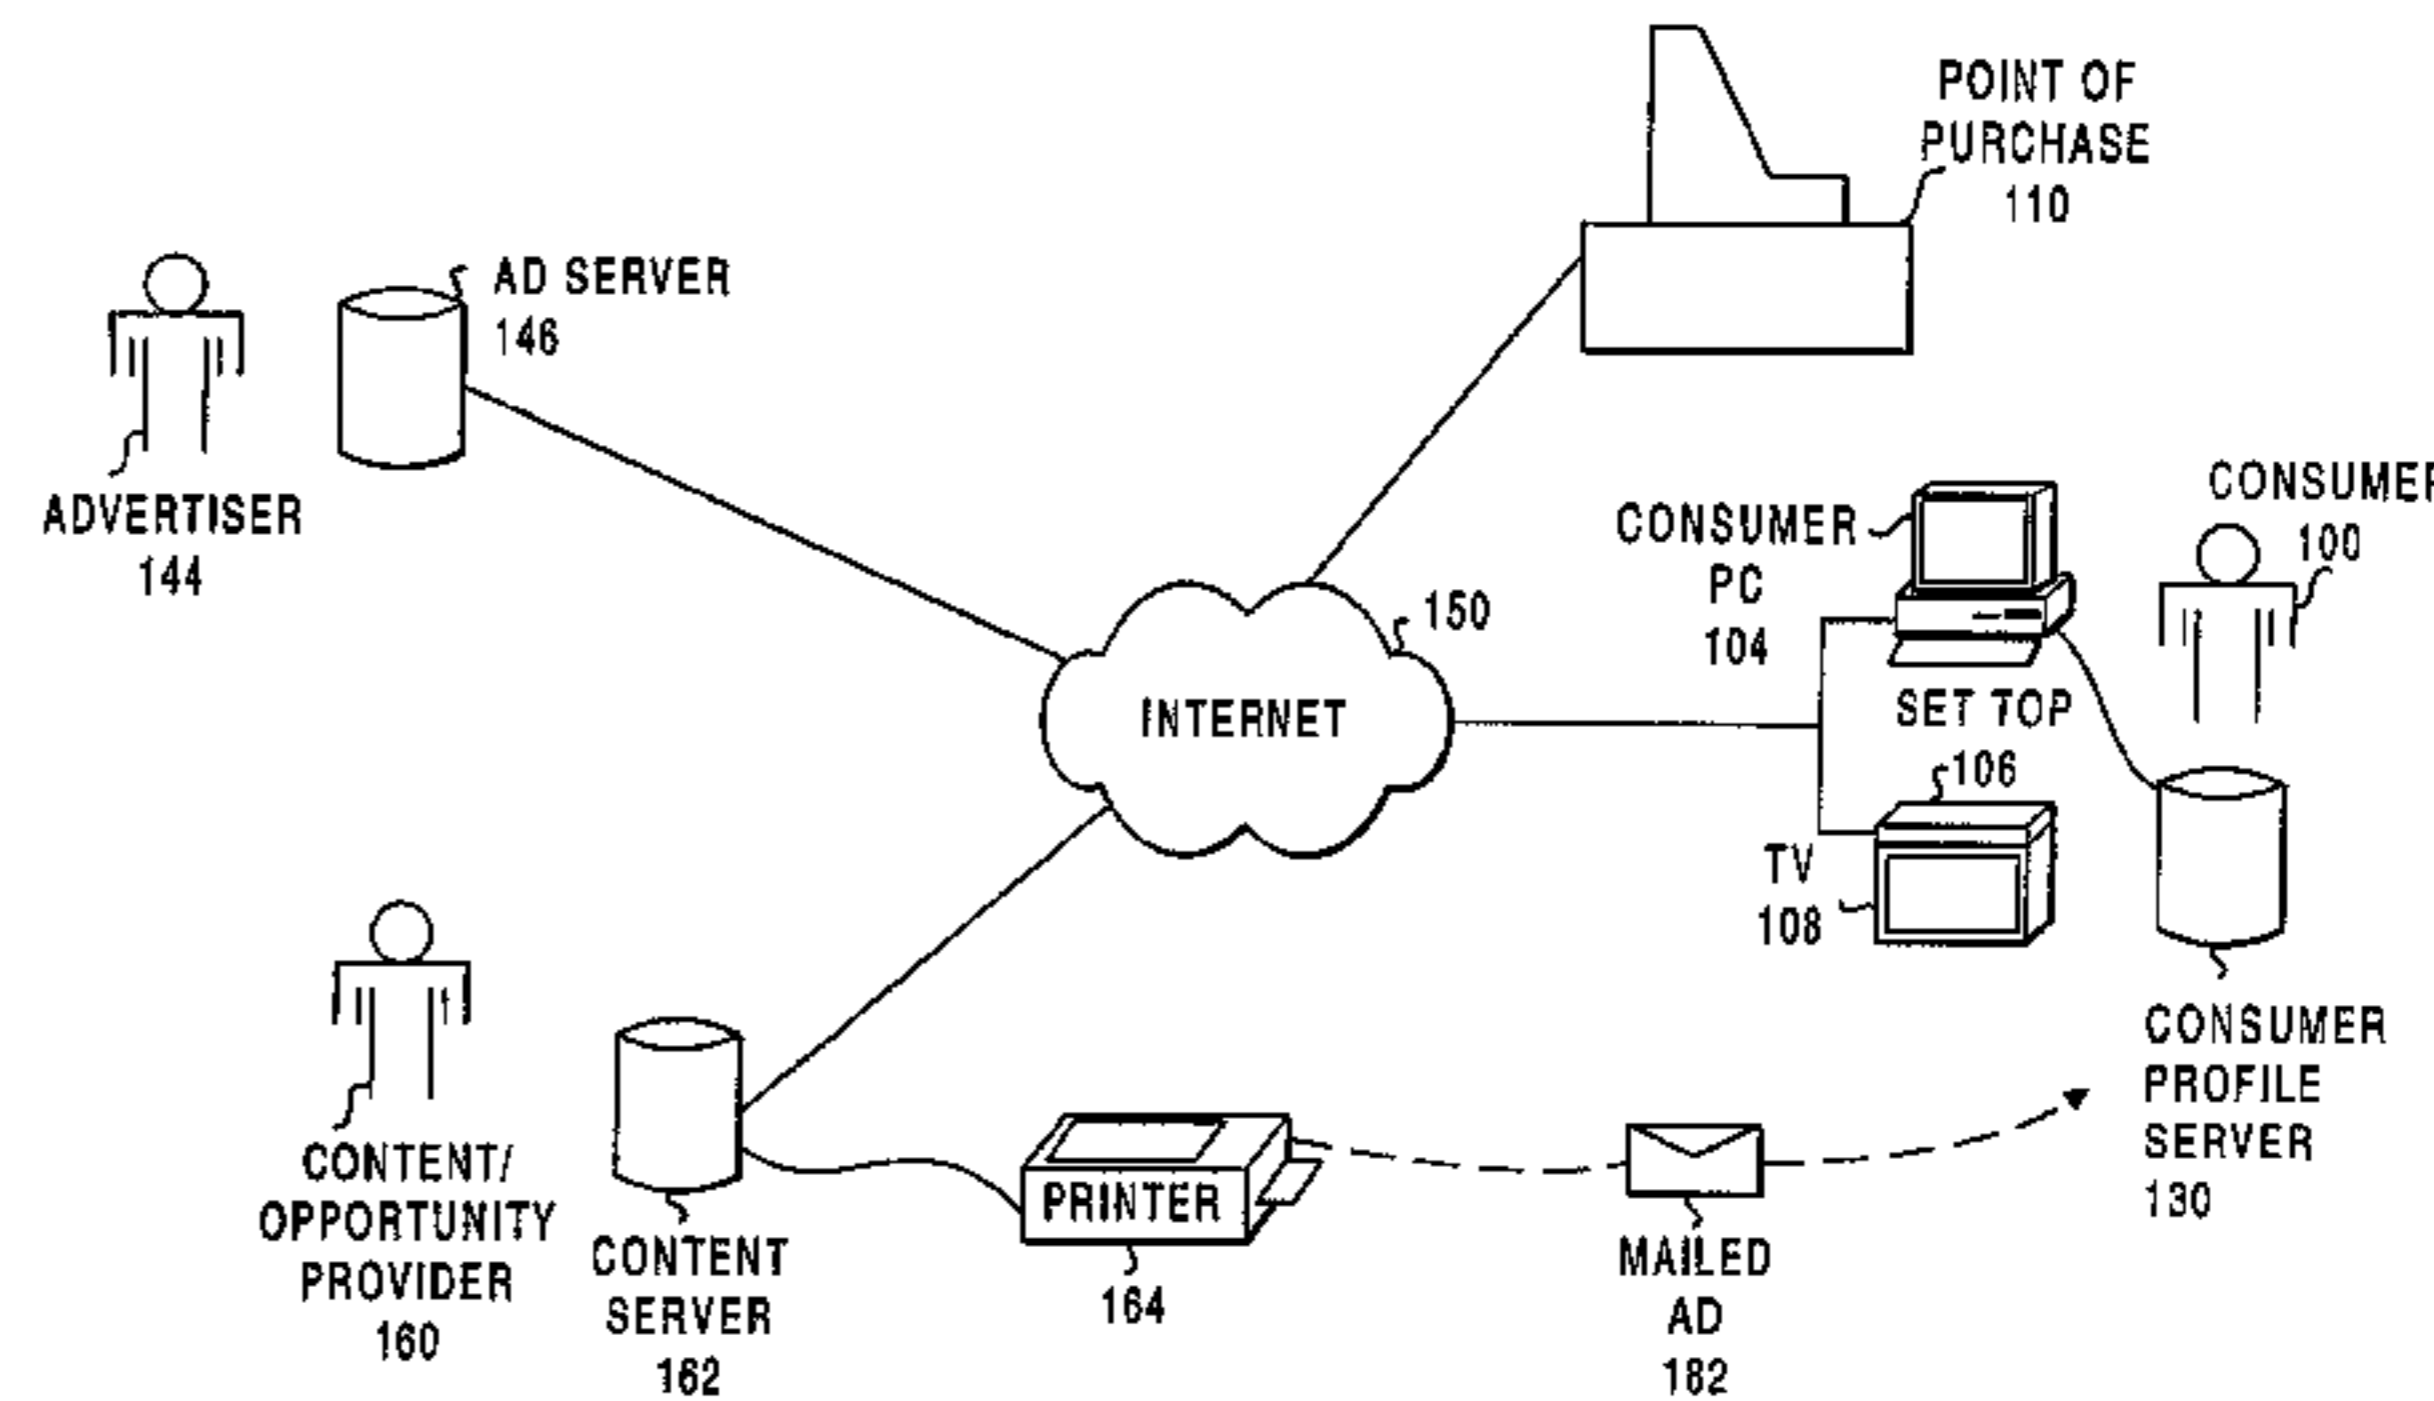 POINT OF
PURCHASE
110
AD SERVER
146
ADVERTISER
144
CONSUMER
100
CONSUMER
PC
104
150
INTERNET
SET TOP
106
TV
108
CONTENT/
OPPORTUNITY
PROVIDER
160
CONTENT
SERVER
162
PRINTER
164
MAILED
AD
182
CONSUMER
PROFILE
SERVER
130